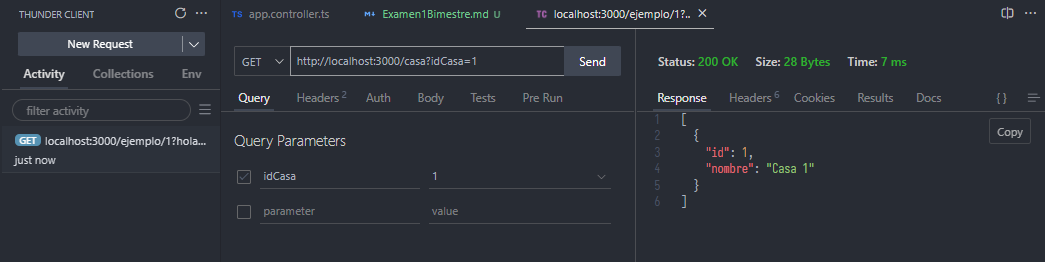 THUNDER CLIENT
New Request
Activity Collections Env
filter activity
GET localhost:3000/ejemplo/1?hola...
just now
TS app.controller.ts
M↓ Examen1Bimestre.md U
TC localhost:3000/ejemplo/1?..
GET http://localhost:3000/casa?idCasa=1 Send
Query Headers 2 Auth Body Tests Pre Run
Query Parameters
idCasa 1
parameter value
Status: 200 OK Size: 28 Bytes Time: 7 ms
Response Headers 6 Cookies Results Docs { }
Copy
1 [
2 {
3 "id": 1,
4 "nombre": "Casa 1"
5 }
6 ]